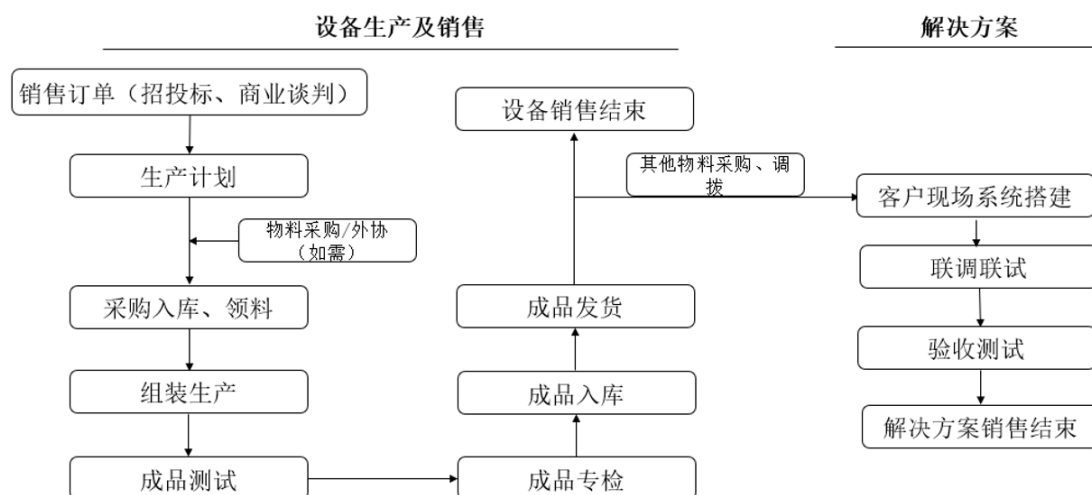 设备生产及销售
销售订单（招投标、商业谈判）
生产计划
物料采购/外协
（如需）
采购入库、领料
组装生产
成品测试
成品专检
成品入库
成品发货
设备销售结束
解决方案
其他物料采购、调
拨
客户现场系统搭建
联调联试
验收测试
解决方案销售结束